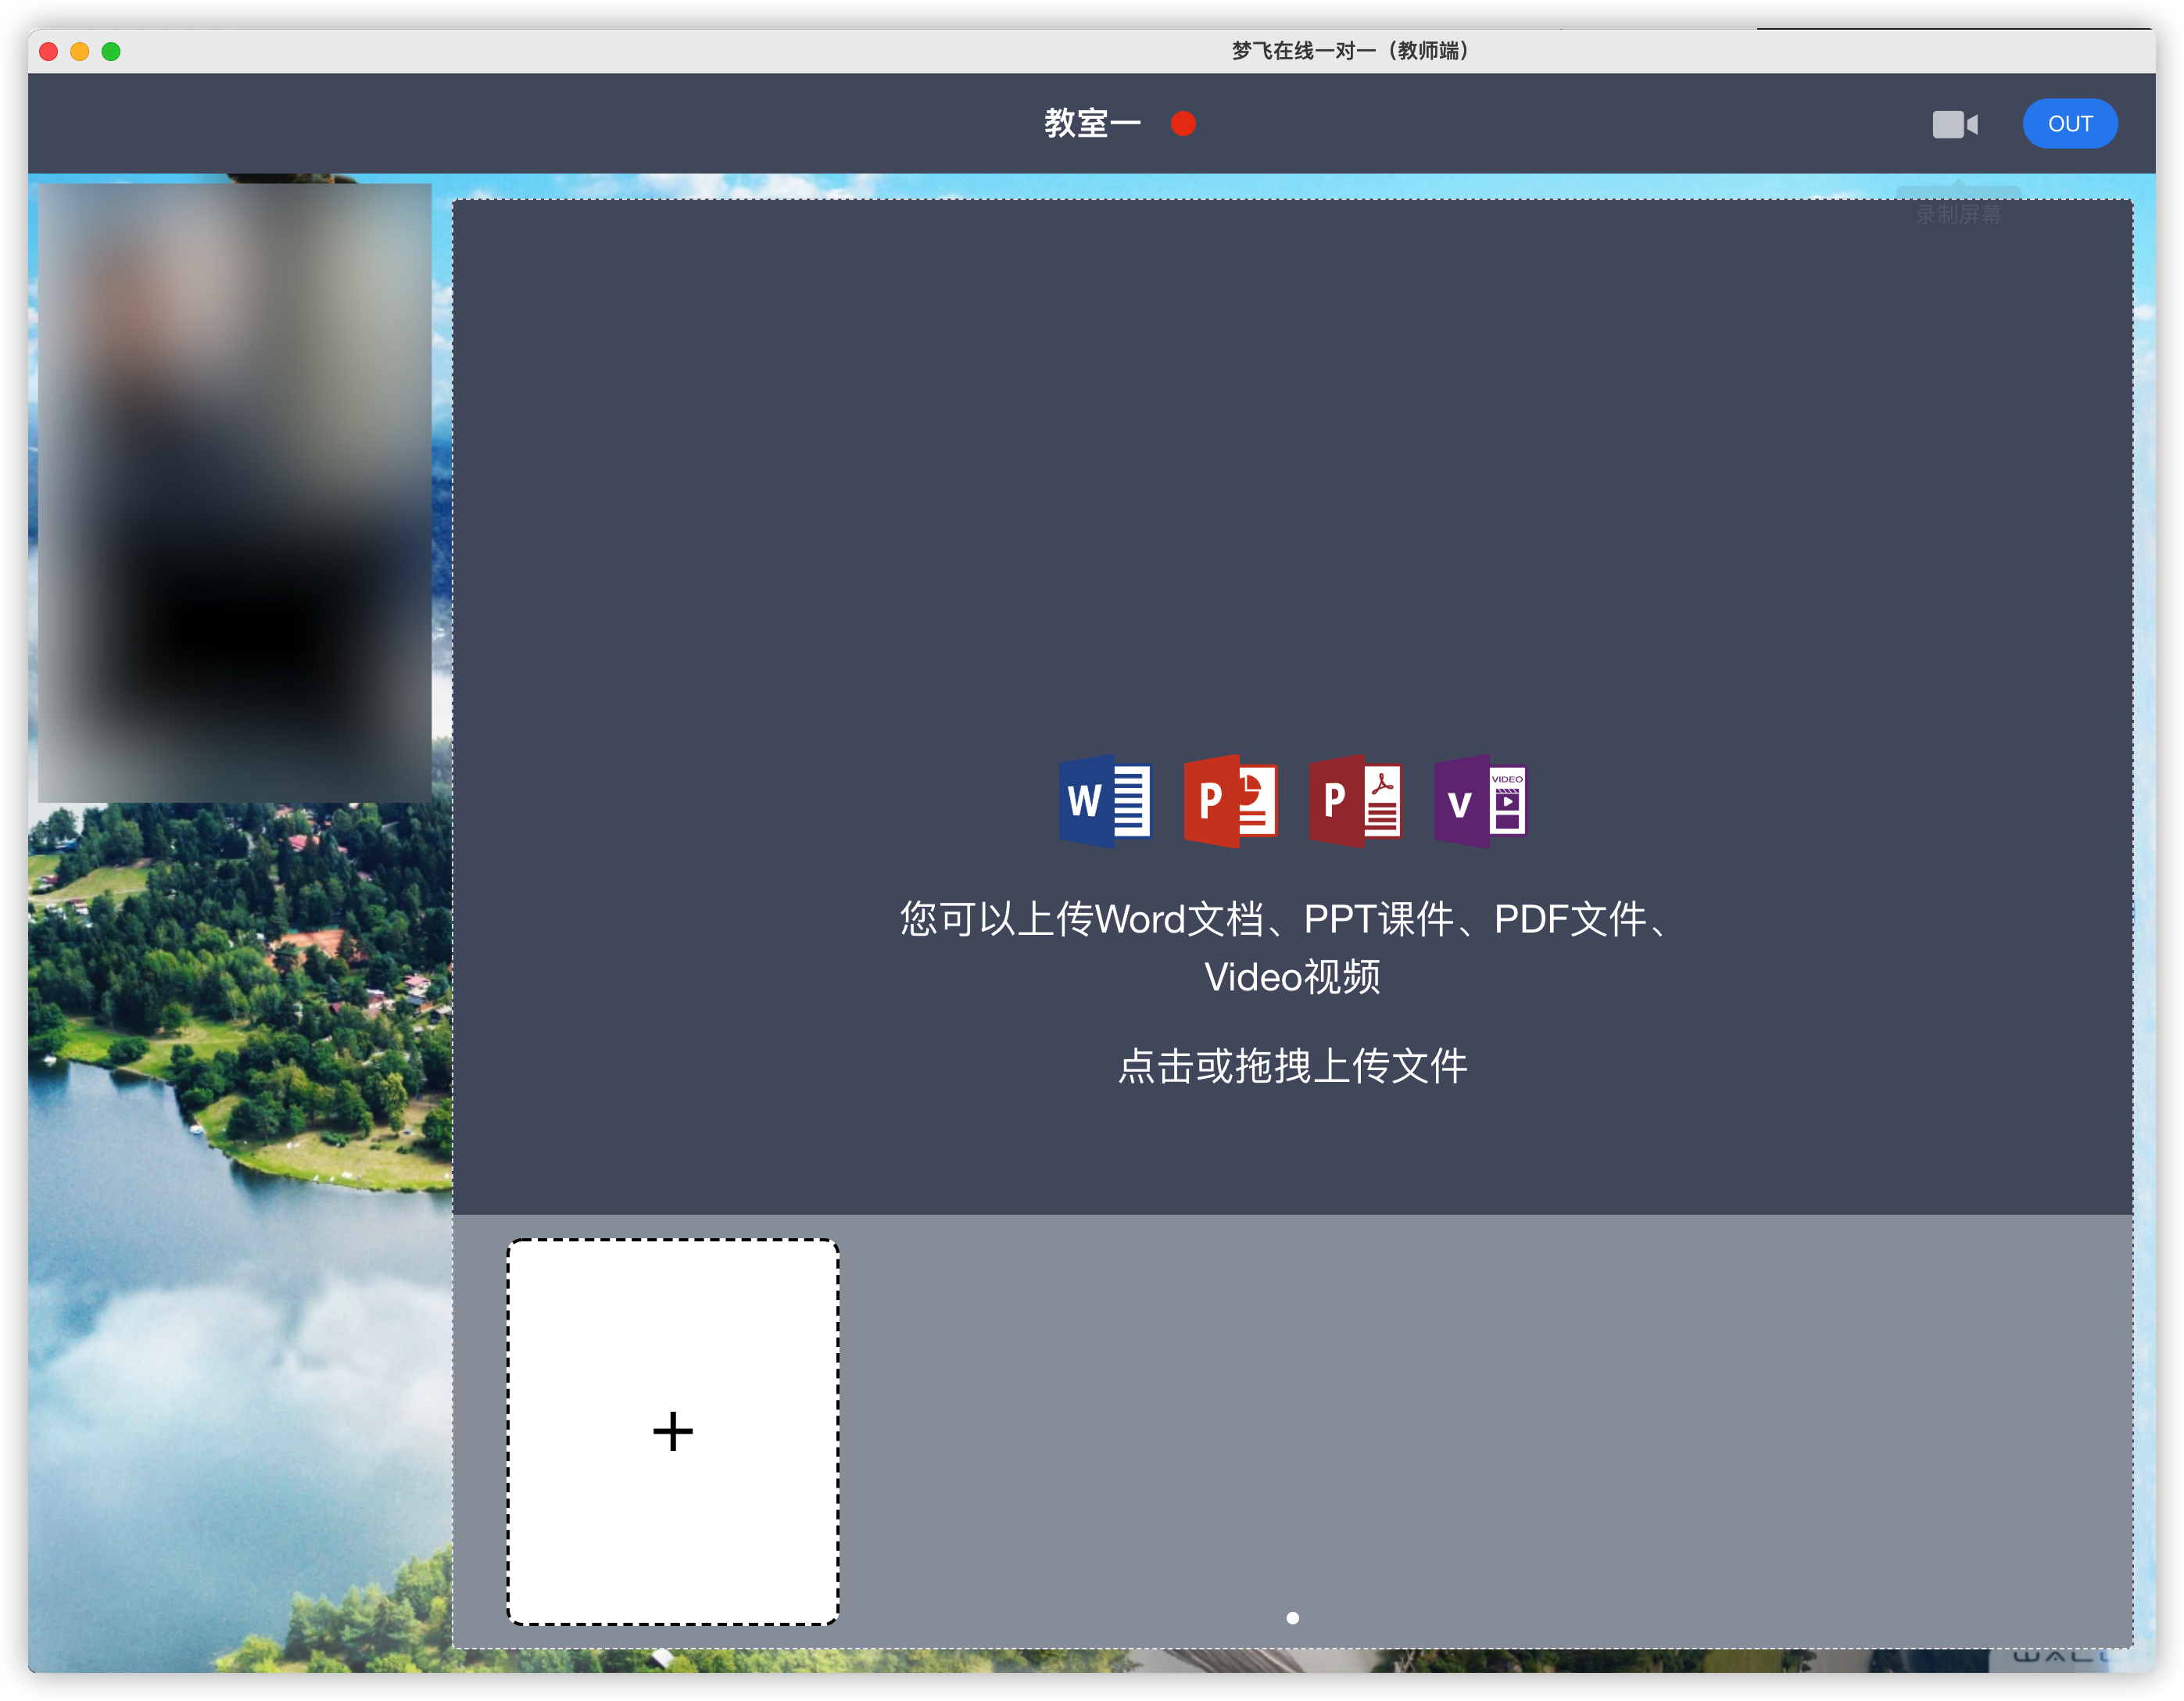 梦飞在线一对一（教师端）
教室一
OUT
录制屏幕
W
P
P
V
VIDEO
您可以上传Word文档、PPT课件、PDF文件、
Video视频
点击或拖拽上传文件